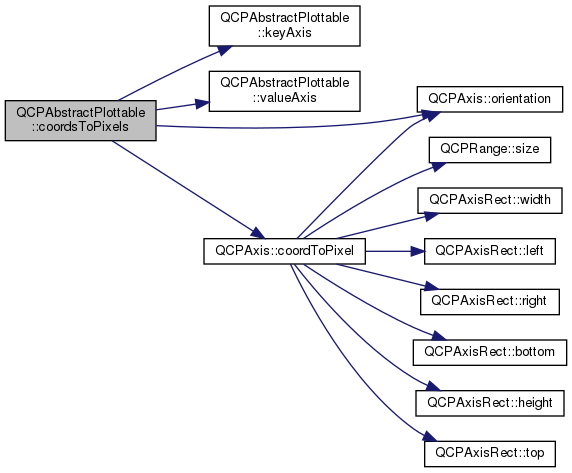 QCPAbstractPlottable
::keyAxis
QCPAbstractPlottable
::valueAxis
QCPAbstractPlottable
::coordsToPixels
QCPAxis::orientation
QCPRange::size
QCPAxisRect::width
QCPAxis::coordToPixel
QCPAxisRect::left
QCPAxisRect::right
QCPAxisRect::bottom
QCPAxisRect::height
QCPAxisRect::top